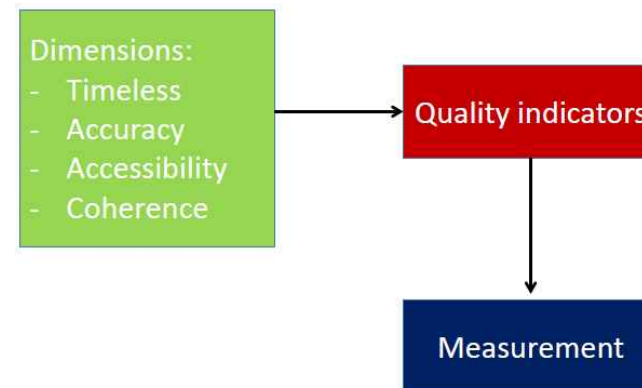 Dimensions:
- Timeless
- Accuracy
- Accessibility
- Coherence
Quality indicators
Measurement